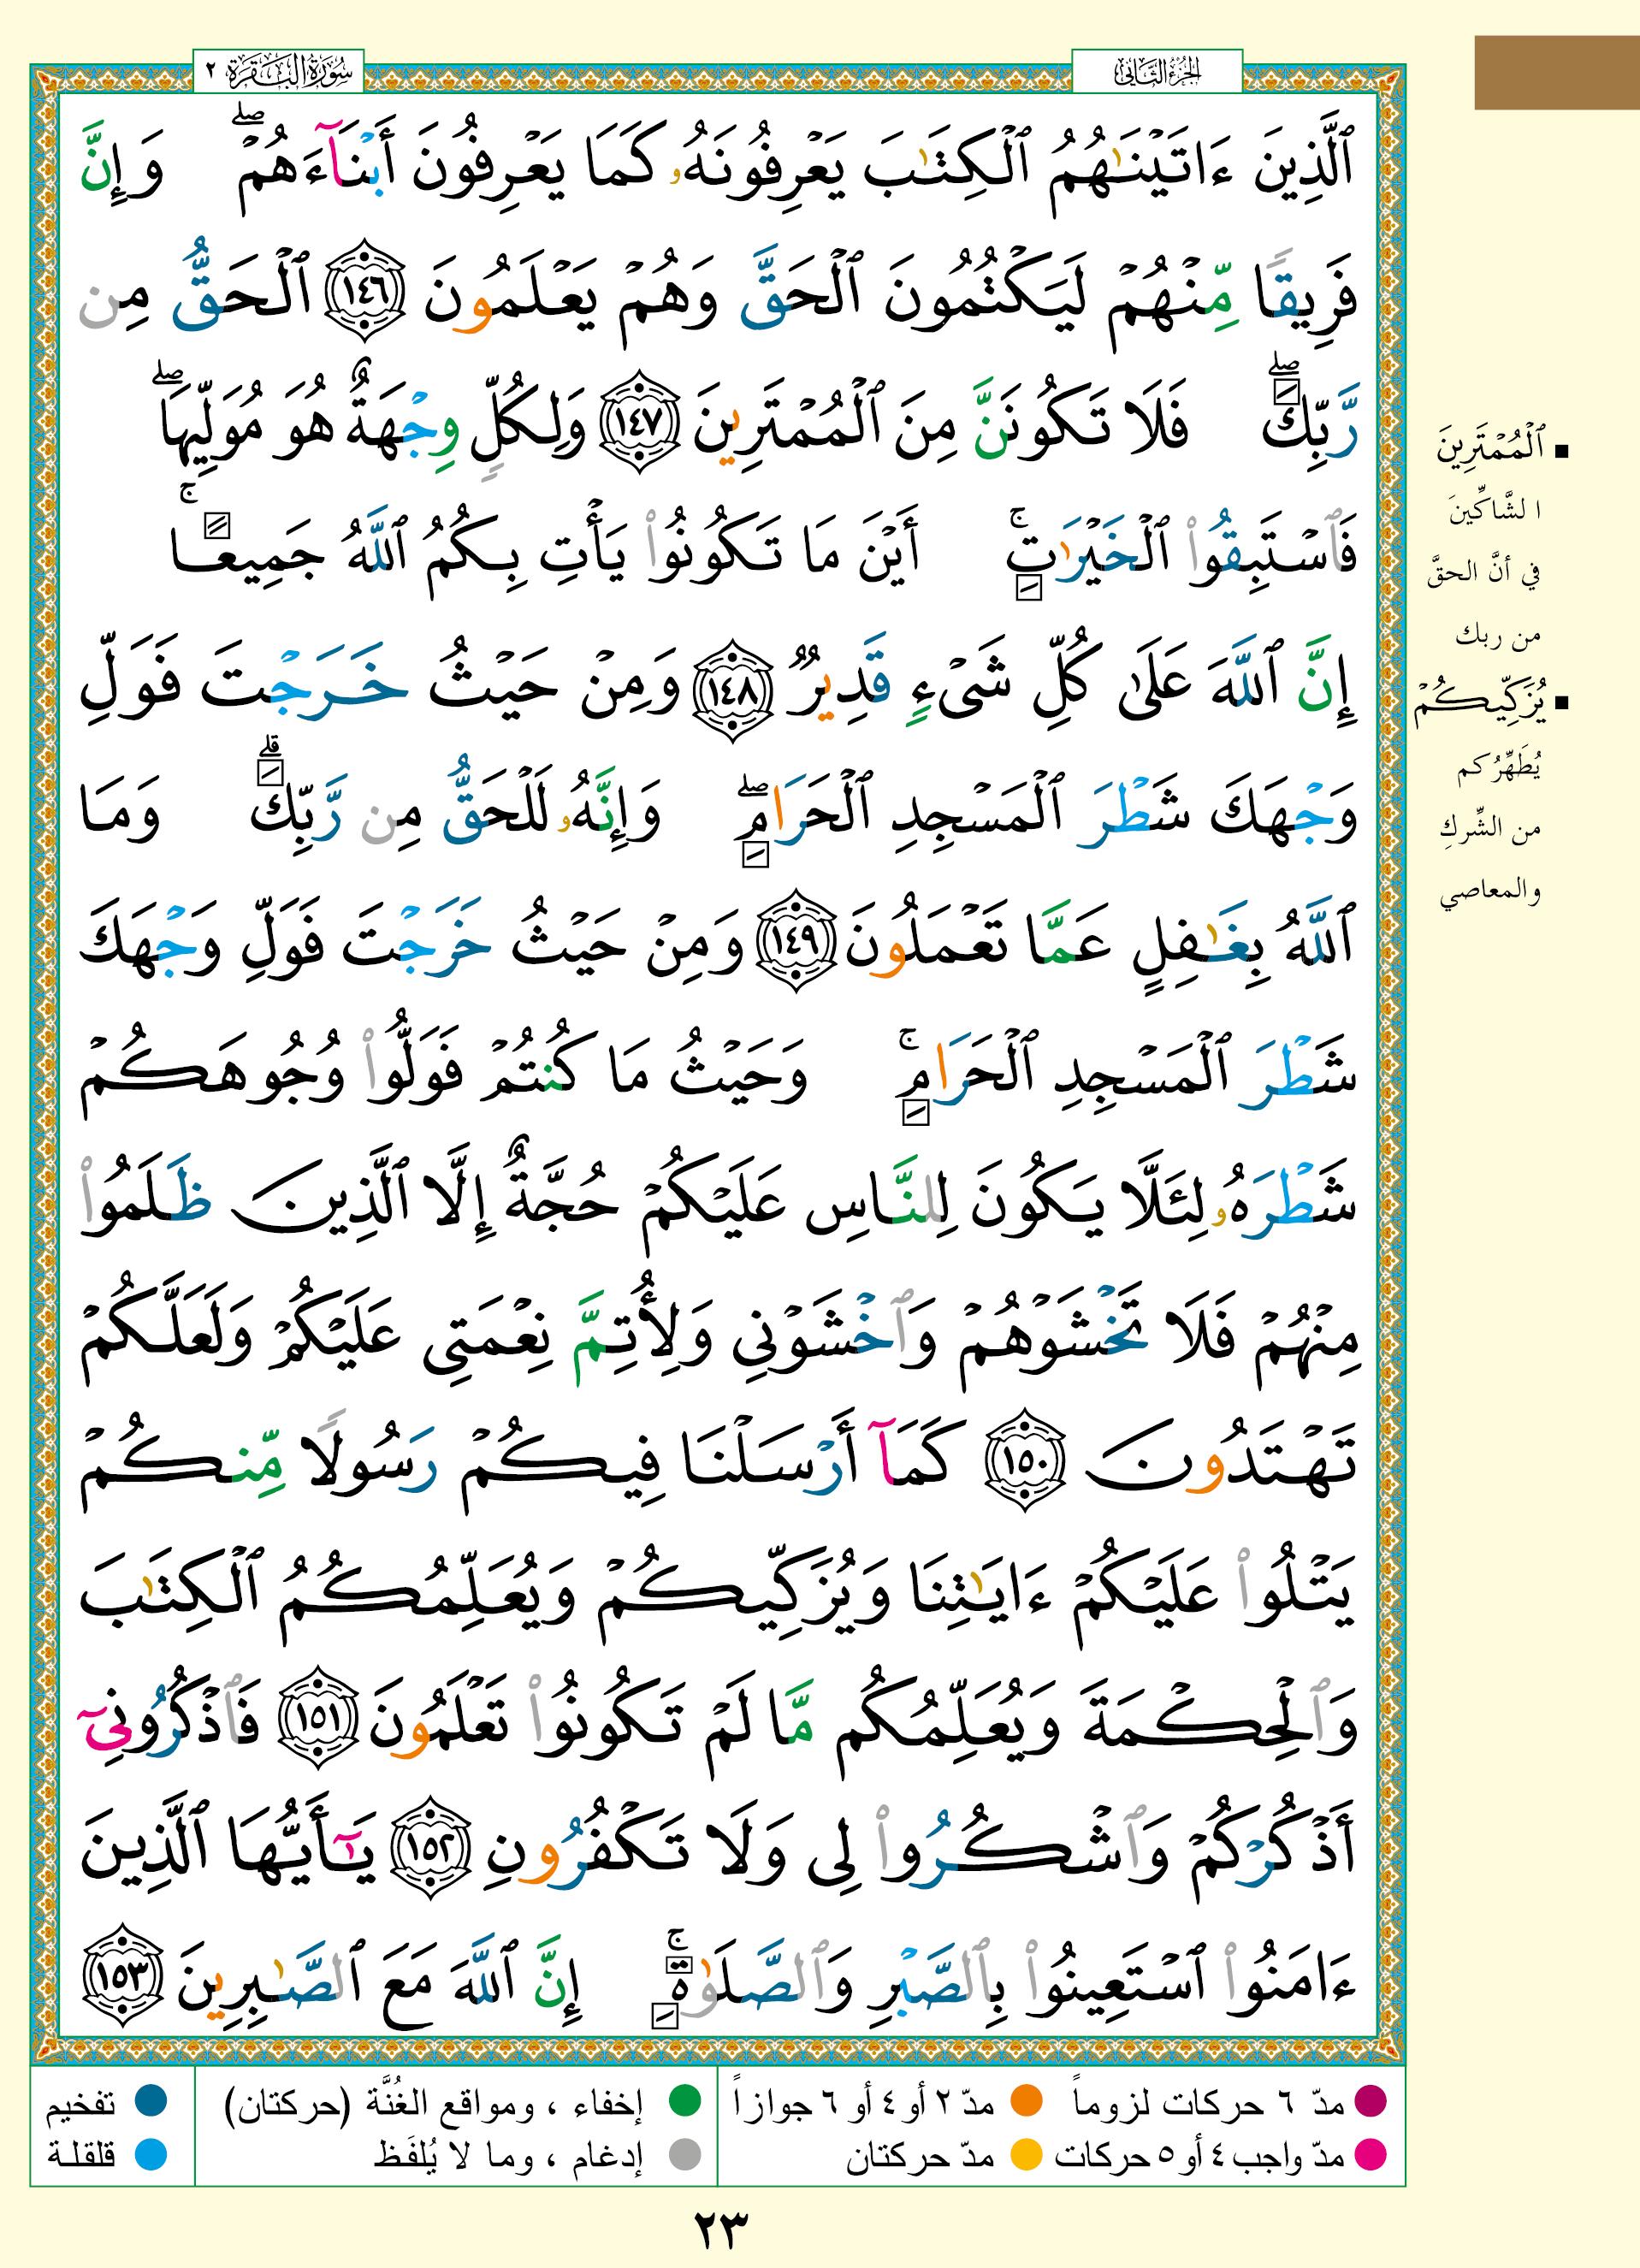 الجزء الثاني
سورة البقرة ٢
ٱلَّذِينَ ءَاتَيْنَٰهُمُ ٱلْكِتَٰبَ يَعْرِفُونَهُۥ كَمَا يَعْرِفُونَ أَبْنَآءَهُمْ ۖ وَإِنَّ
فَرِيقًا مِّنْهُمْ لَيَكْتُمُونَ ٱلْحَقَّ وَهُمْ يَعْلَمُونَ ١٤٦ ٱلْحَقُّ مِن
رَّبِّكَ ۖ فَلَا تَكُونَنَّ مِنَ ٱلْمُمْتَرِينَ ١٤٧ وَلِكُلٍّ وِجْهَةٌ هُوَ مُوَلِّيهَا ۖ
فَٱسْتَبِقُوا۟ ٱلْخَيْرَٰتِ ۚ أَيْنَ مَا تَكُونُوا۟ يَأْتِ بِكُمُ ٱللَّهُ جَمِيعًا ۚ
إِنَّ ٱللَّهَ عَلَىٰ كُلِّ شَىْءٍ قَدِيرٌ ١٤٨ وَمِنْ حَيْثُ خَرَجْتَ فَوَلِّ
وَجْهَكَ شَطْرَ ٱلْمَسْجِدِ ٱلْحَرَامِ ۖ وَإِنَّهُۥ لَلْحَقُّ مِن رَّبِّكَ ۗ وَمَا
ٱللَّهُ بِغَٰفِلٍ عَمَّا تَعْمَلُونَ ١٤٩ وَمِنْ حَيْثُ خَرَجْتَ فَوَلِّ وَجْهَكَ
شَطْرَ ٱلْمَسْجِدِ ٱلْحَرَامِ ۚ وَحَيْثُ مَا كُنتُمْ فَوَلُّوا۟ وُجُوهَكُمْ
شَطْرَهُۥ لِئَلَّا يَكُونَ لِلنَّاسِ عَلَيْكُمْ حُجَّةٌ إِلَّا ٱلَّذِينَ ظَلَمُوا۟
مِنْهُمْ فَلَا تَخْشَوْهُمْ وَٱخْشَوْنِى وَلِأُتِمَّ نِعْمَتِى عَلَيْكُمْ وَلَعَلَّكُمْ
تَهْتَدُونَ ١٥٠ كَمَآ أَرْسَلْنَا فِيكُمْ رَسُولًا مِّنكُمْ
يَتْلُوا۟ عَلَيْكُمْ ءَايَٰتِنَا وَيُزَكِّيكُمْ وَيُعَلِّمُكُمُ ٱلْكِتَٰبَ
وَٱلْحِكْمَةَ وَيُعَلِّمُكُم مَّا لَمْ تَكُونُوا۟ تَعْلَمُونَ ١٥١ فَٱذْكُرُونِىٓ
أَذْكُرْكُمْ وَٱشْكُرُوا۟ لِى وَلَا تَكْفُرُونِ ١٥٢ يَٰٓأَيُّهَا ٱلَّذِينَ
ءَامَنُوا۟ ٱسْتَعِينُوا۟ بِٱلصَّبْرِ وَٱلصَّلَوٰةِ ۚ إِنَّ ٱللَّهَ مَعَ ٱلصَّٰبِرِينَ ١٥٣
■ ٱلْمُمْتَرِينَ
الشَّاكِّينَ
في أنَّ الحقَّ
من ربك
■ يُزَكِّيكُمْ
يُطَهِّرُكم
من الشِّركِ
والمعاصي
مدّ ٦ حركات لزوماً
مدّ ٢ أو ٤ أو ٦ جوازاً
إخفاء ، ومواقع الغُنَّة (حركتان)
تفخيم
مدّ واجب ٤ أو ٥ حركات
مدّ حركتان
إدغام ، وما لا يُلفَظ
قلقلة
٢٣